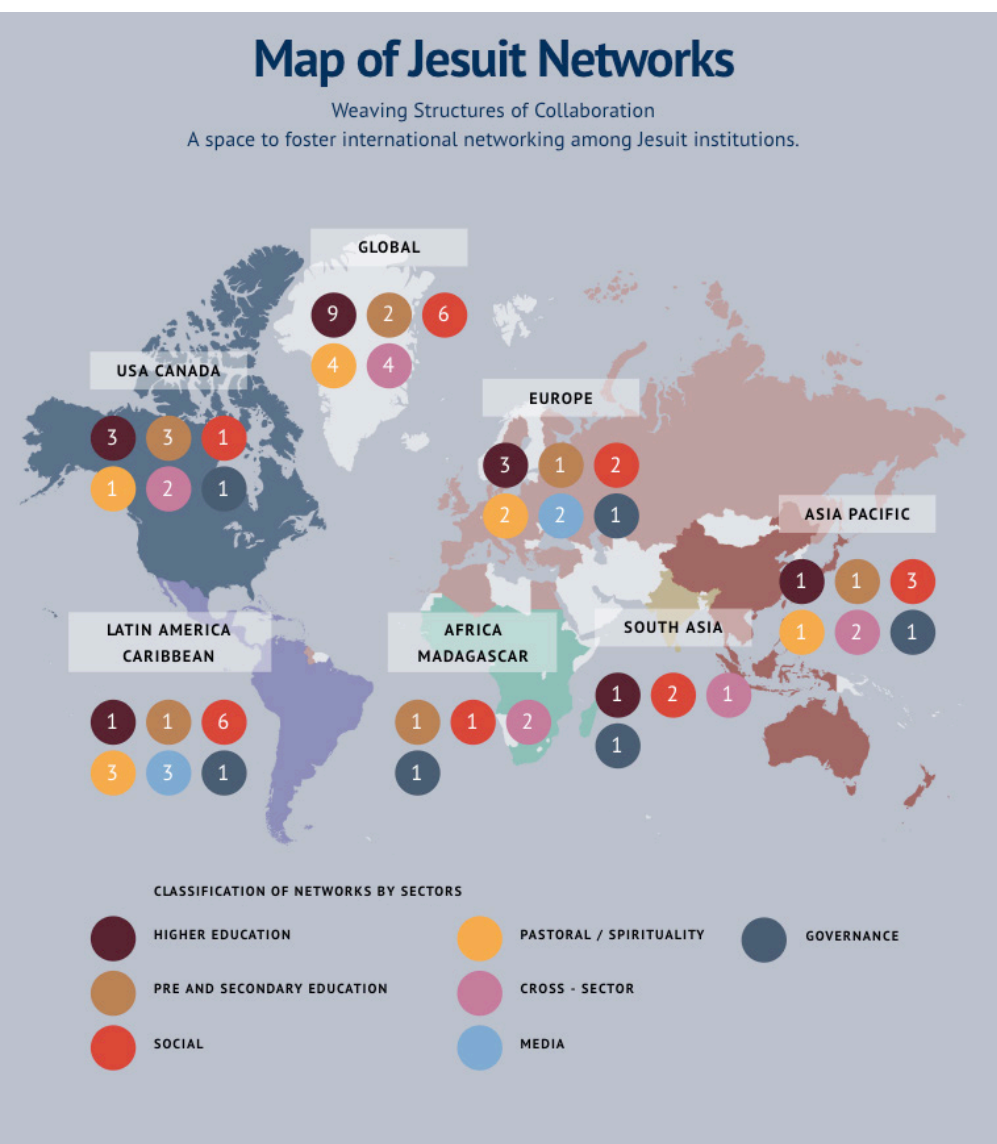 Map of Jesuit Networks
Weaving Structures of Collaboration
A space to foster international networking among Jesuit institutions.
GLOBAL
9 2 6
4 4
USA CANADA
3 3 1
1 2 1
EUROPE
3 1 2
2 2 1
ASIA PACIFIC
1 1 3
1 2 1
LATIN AMERICA
CARIBBEAN
1 1 6
3 3 1
AFRICA
MADAGASCAR
1 1 2
1
SOUTH ASIA
1 2 1
1
CLASSIFICATION OF NETWORKS BY SECTORS
HIGHER EDUCATION
PRE AND SECONDARY EDUCATION
SOCIAL
PASTORAL / SPIRITUALITY
CROSS - SECTOR
MEDIA
GOVERNANCE